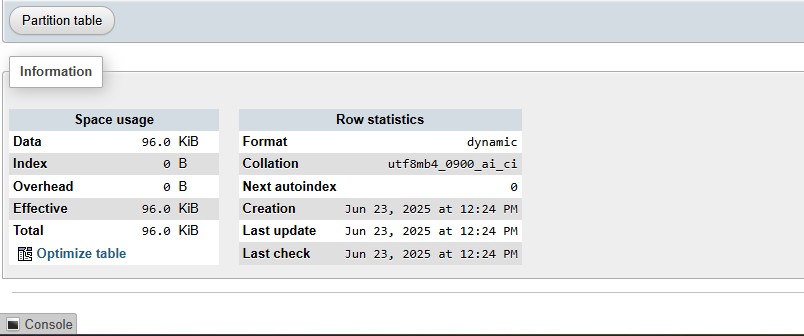 Partition table
Information
Space usage
Data 96.0 KiB
Index 0 B
Overhead 0 B
Effective 96.0 KiB
Total 96.0 KiB
Optimize table
Row statistics
Format dynamic
Collation utf8mb4_0900_ai_ci
Next autoindex 0
Creation Jun 23, 2025 at 12:24 PM
Last update Jun 23, 2025 at 12:24 PM
Last check Jun 23, 2025 at 12:24 PM
Console